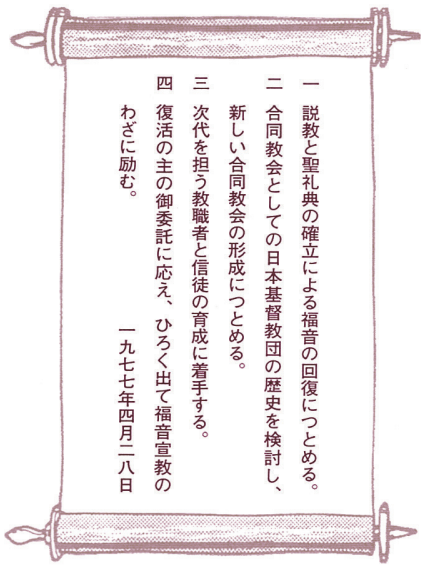 一 説教と聖礼典の確立による福音の回復につとめる。
二 合同教会としての日本基督教団の歴史を検討し、
新しい合同教会の形成につとめる。
三 次代を担う教職者と信徒の育成に着手する。
四 復活の主の御委託に応え、ひろく出て福音宣教の
わざに励む。
一九七七年四月二八日